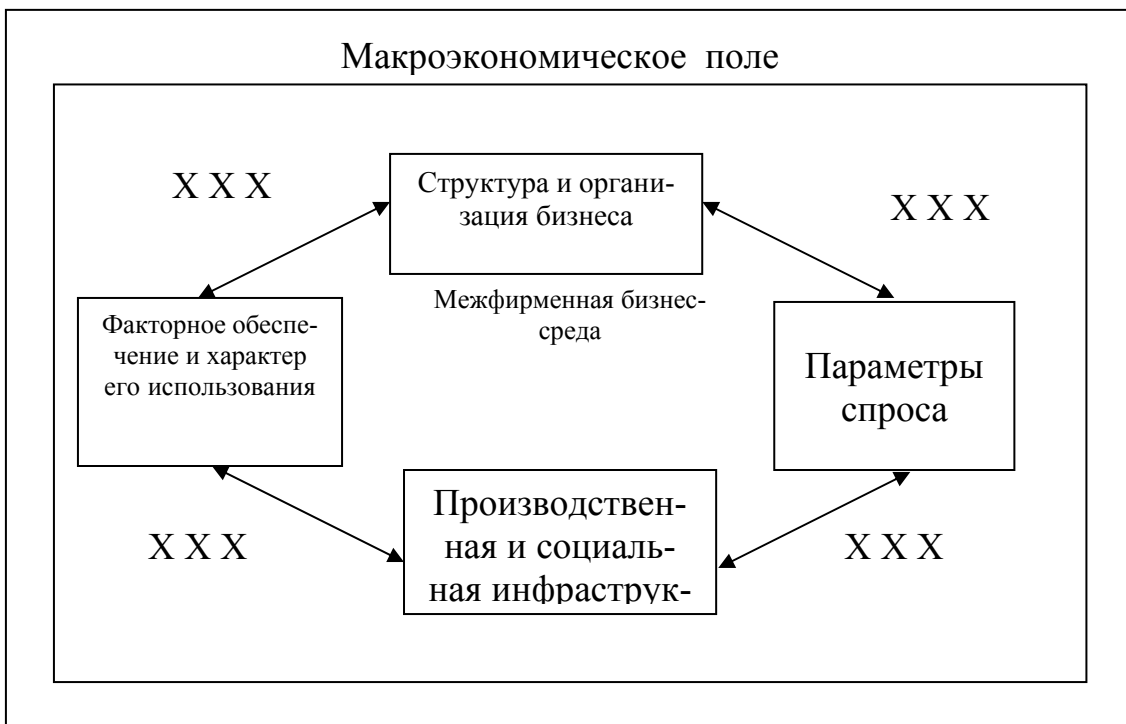 Макроэкономическое поле
Х Х Х
Структура и органи-
зация бизнеса
Х Х Х
Межфирменная бизнес-
среда
Факторное обеспе-
чение и характер
его использования
Параметры
спроса
Производствен-
ная и социаль-
ная инфраструк-
Х Х Х
Х Х Х